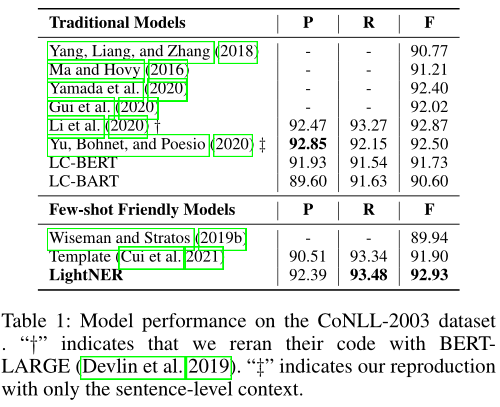 Traditional Models P R F
Yang, Liang, and Zhang (2018) - - 90.77
Ma and Hovy (2016) - - 91.21
Yamada et al. (2020) - - 92.40
Gui et al. (2020) - - 92.02
Li et al. (2020) † 92.47 93.27 92.87
Yu, Bohnet, and Poesio (2020) ‡ 92.85 92.15 92.50
LC-BERT 91.93 91.54 91.73
LC-BART 89.60 91.63 90.60
Few-shot Friendly Models P R F
Wiseman and Stratos (2019b) - - 89.94
Template (Cui et al. 2021) 90.51 93.34 91.90
LightNER 92.39 93.48 92.93
Table 1: Model performance on the CoNLL-2003 dataset
. “†” indicates that we reran their code with BERT-
LARGE (Devlin et al. 2019). “‡” indicates our reproduction
with only the sentence-level context.